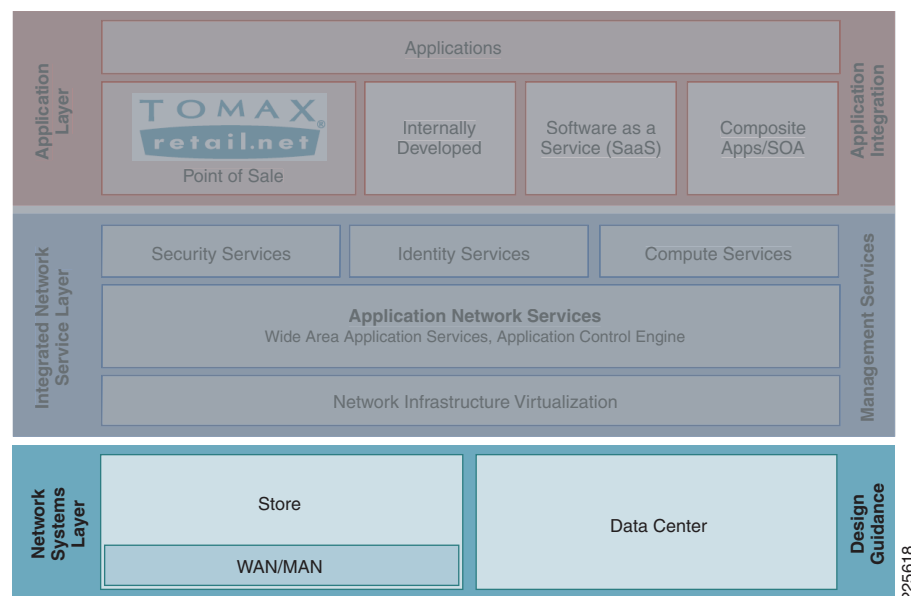 Application
Layer
Applications
TOMAX®
retail.net
Point of Sale
Internally
Developed
Software as a
Service (SaaS)
Composite
Apps/SOA
Application
Integration
Integrated Network
Service Layer
Security Services
Identity Services
Compute Services
Application Network Services
Wide Area Application Services, Application Control Engine
Network Infrastructure Virtualization
Management Services
Network
Systems
Layer
Store
WAN/MAN
Data Center
Design
Guidance
225618